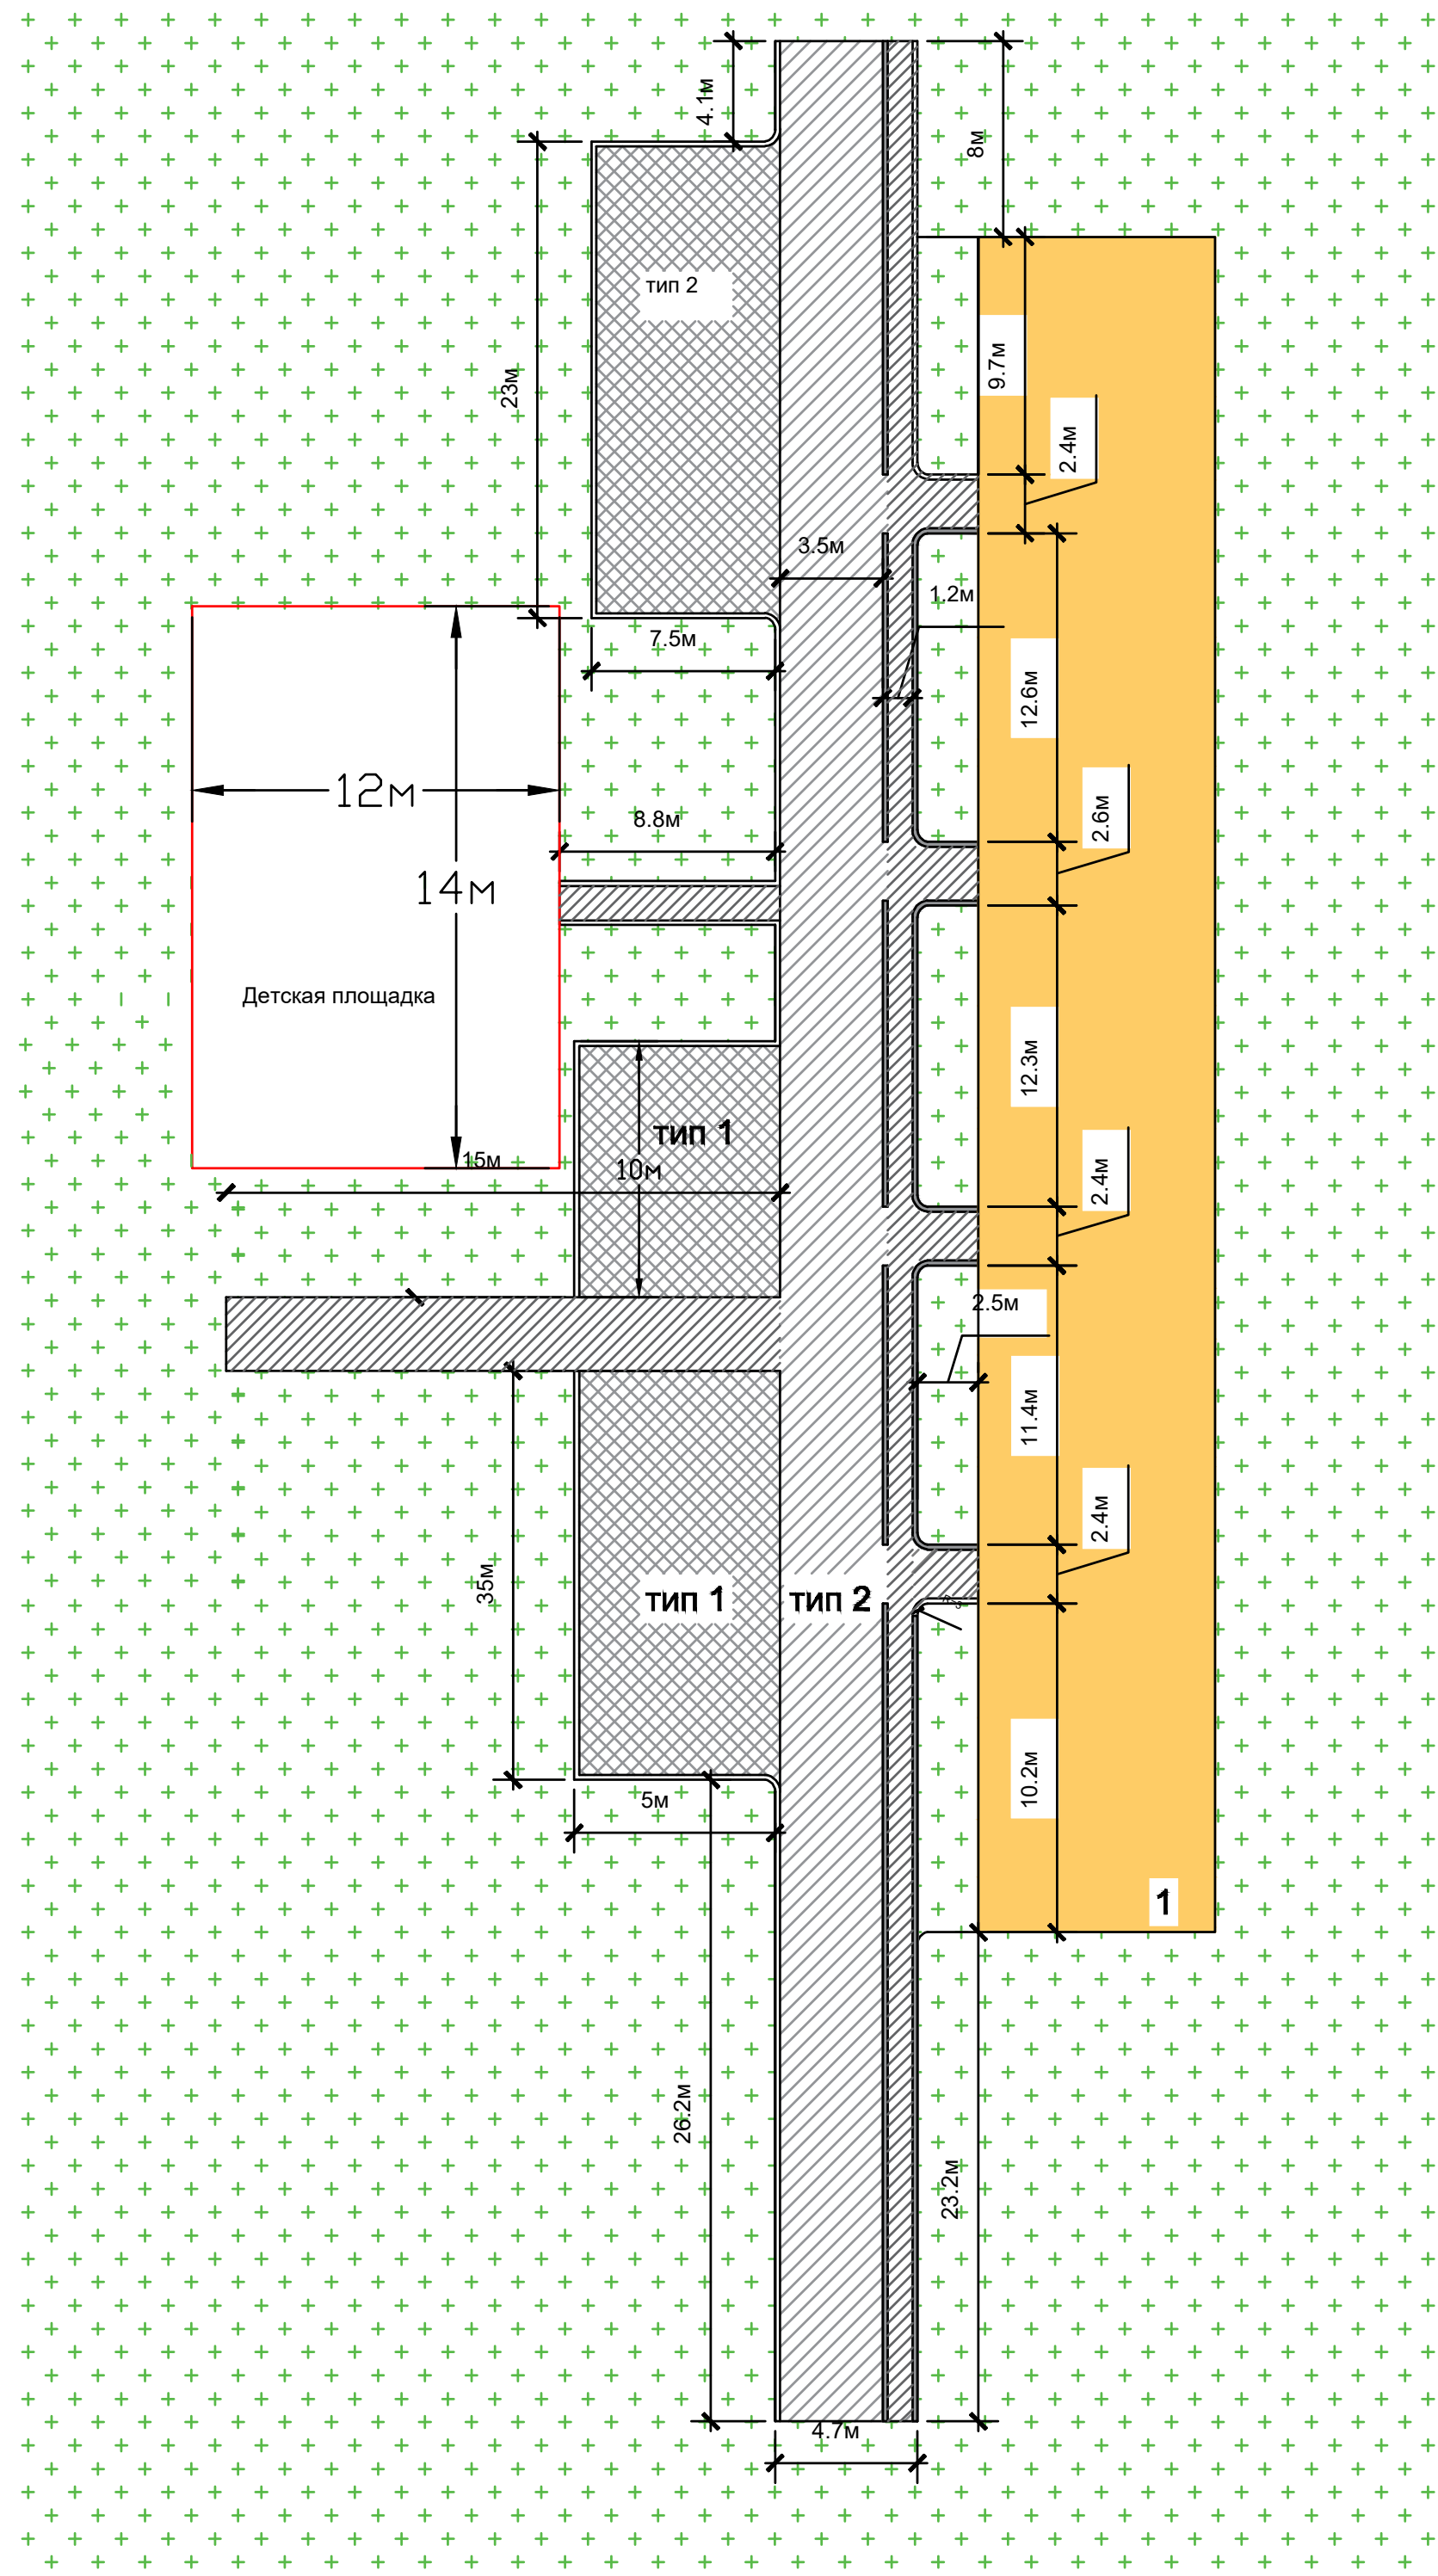 4.1м
8м
тип 2
9.7м
23м
2.4м
3.5м
1.2м
7.5м
12.6м
12м
2.6м
8.8м
14м
Детская площадка
12.3м
тип 1
15м
10м
2.4м
2.5м
11.4м
2.4м
35м
тип 1
тип 2
10.2м
5м
1
26.2м
23.2м
4.7м